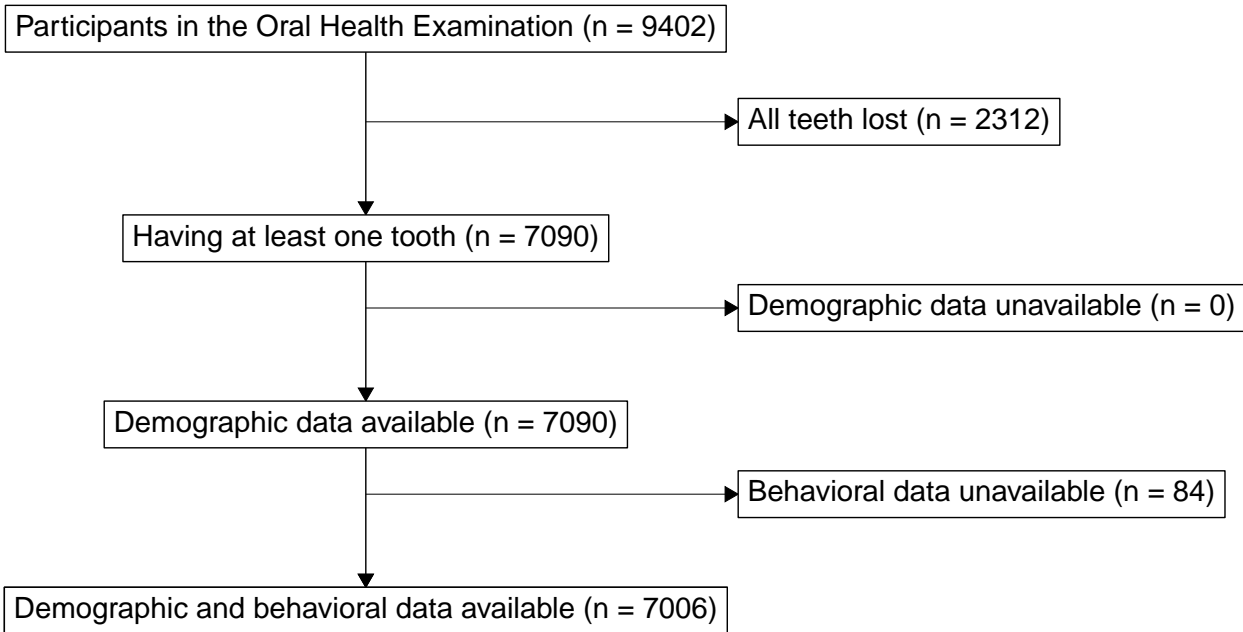 Participants in the Oral Health Examination (n = 9402)
All teeth lost (n = 2312)
Having at least one tooth (n = 7090)
Demographic data unavailable (n = 0)
Demographic data available (n = 7090)
Behavioral data unavailable (n = 84)
Demographic and behavioral data available (n = 7006)